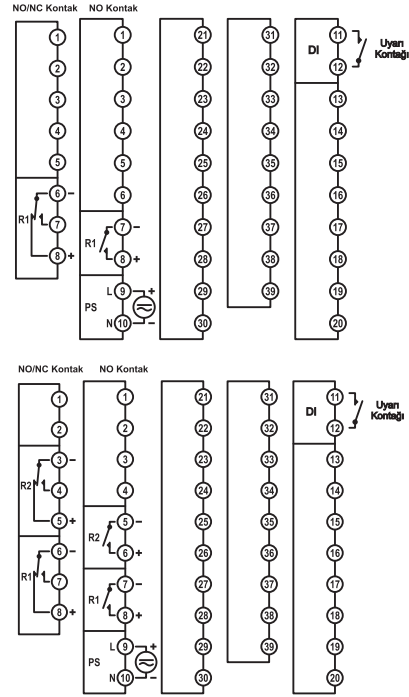 NO/NC Kontak NO Kontak
1 1 21 31 DI 11 Uyarı Kontağı
2 2 22 32 12
3 3 23 33 13
4 4 24 34 14
5 5 25 35 15
R1 6 − 6 26 36 16
7 R1 7 − 27 37 17
8 + 8 + 28 38 18
PS L 9 + 29 39 19
N 10 − 30 20
NO/NC Kontak NO Kontak
1 1 21 31 DI 11 Uyarı Kontağı
2 2 22 32 12
R2 3 − 3 23 33 13
4 4 24 34 14
5 + R2 5 − 25 35 15
R1 6 − 6 + 26 36 16
7 R1 7 − 27 37 17
8 + 8 + 28 38 18
PS L 9 + 29 39 19
N 10 − 30 20